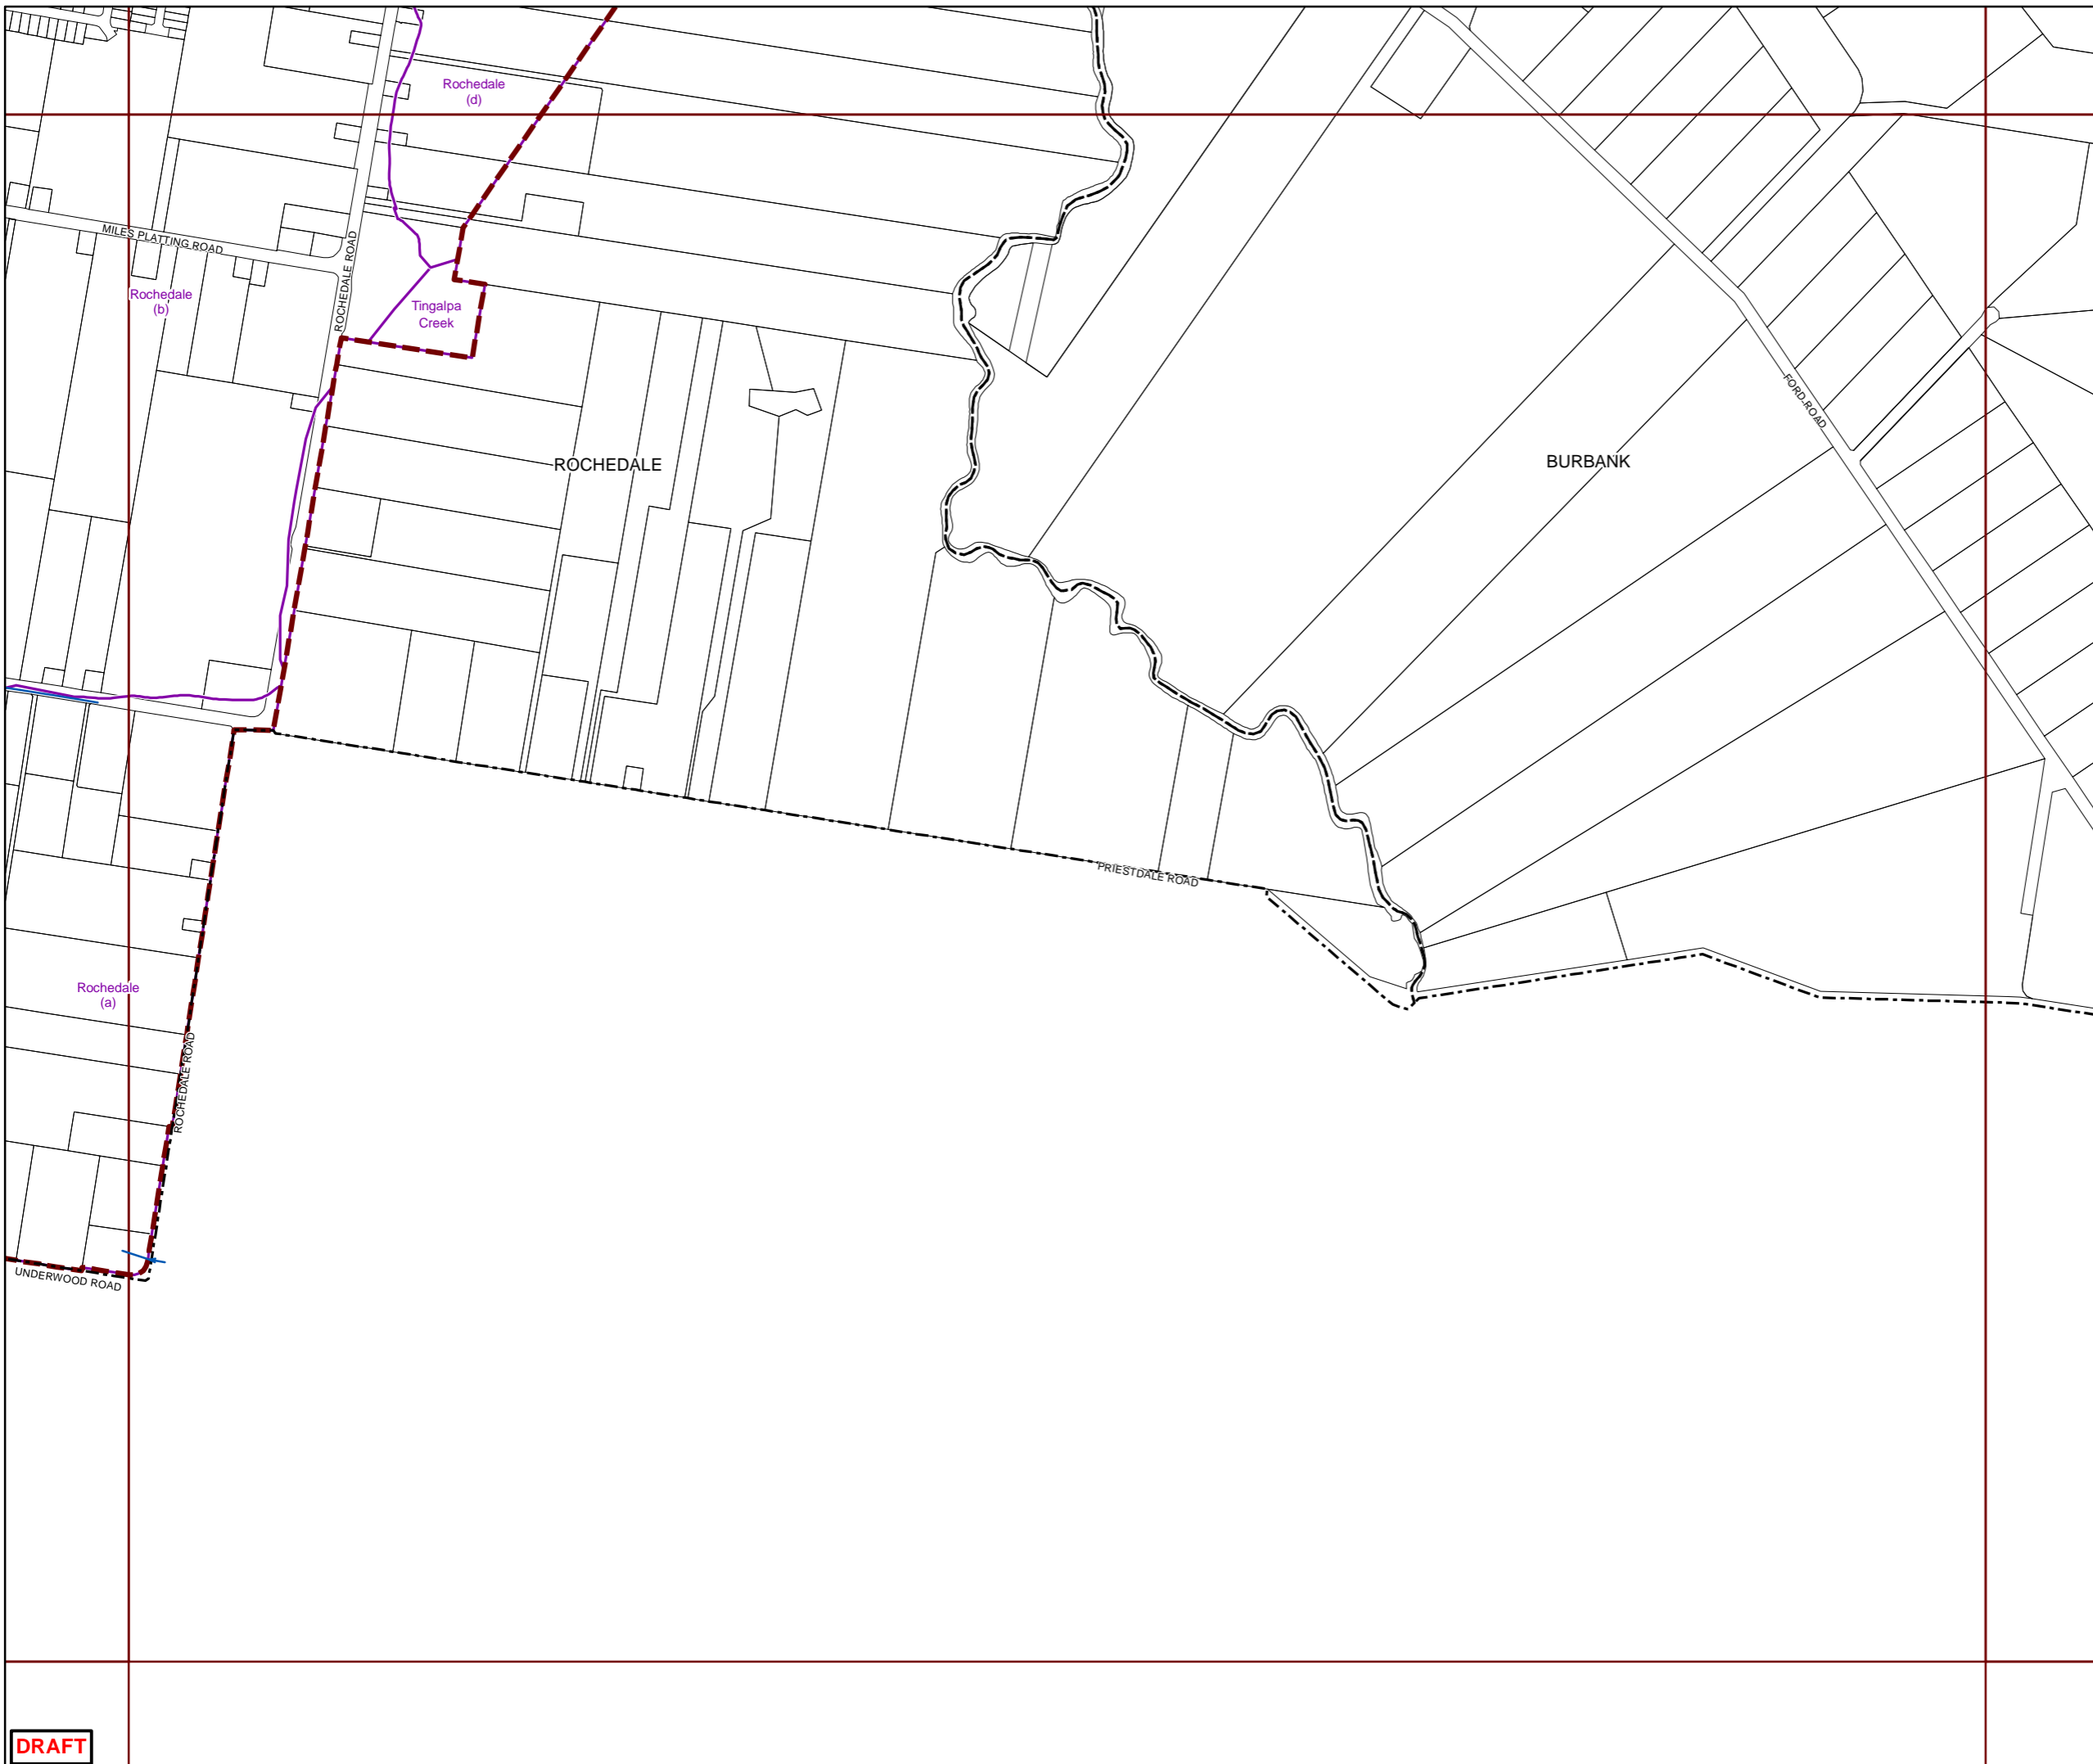 Rochedale
(d)
MILES PLATTING ROAD
ROCHEDALE ROAD
Rochedale
(b)
Tingalpa
Creek
FORD ROAD
ROCHEDALE
BURBANK
PRIESTDALE ROAD
Rochedale
(a)
ROCHEDALE ROAD
UNDERWOOD ROAD
DRAFT